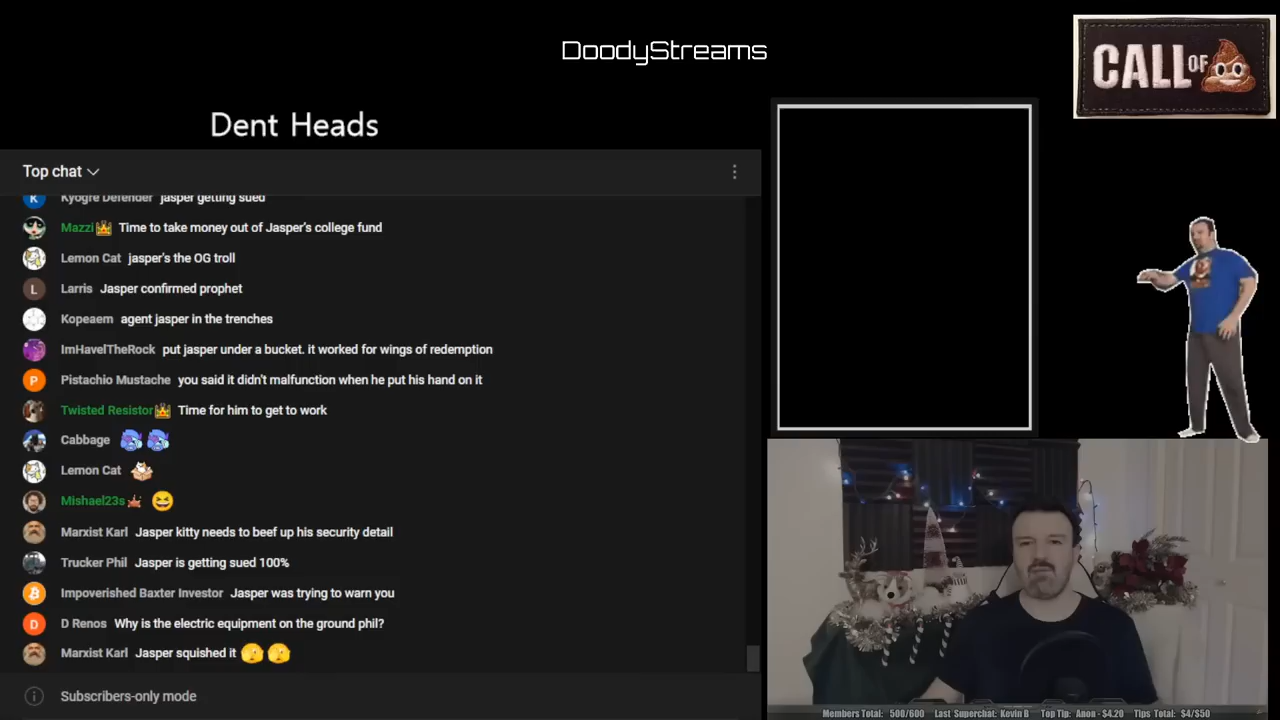 DoodyStreams
CALL OF
Dent Heads
Top chat
K Kyogre Defender jasper getting sued
Mazzi Time to take money out of Jasper's college fund
Lemon Cat jasper's the OG troll
L Larris Jasper confirmed prophet
Kopeaem agent jasper in the trenches
ImHavelTheRock put jasper under a bucket. it worked for wings of redemption
P Pistachio Mustache you said it didn't malfunction when he put his hand on it
Twisted Resistor Time for him to get to work
Cabbage
Lemon Cat
Mishael23s
Marxist Karl Jasper kitty needs to beef up his security detail
Trucker Phil Jasper is getting sued 100%
Impoverished Baxter Investor Jasper was trying to warn you
D D Renos Why is the electric equipment on the ground phil?
Marxist Karl Jasper squished it
Subscribers-only mode
Members Total: 508/600 Last Superchat: Kevin B Top Tip: Anon - $4.20 Tips Total: $4/$50